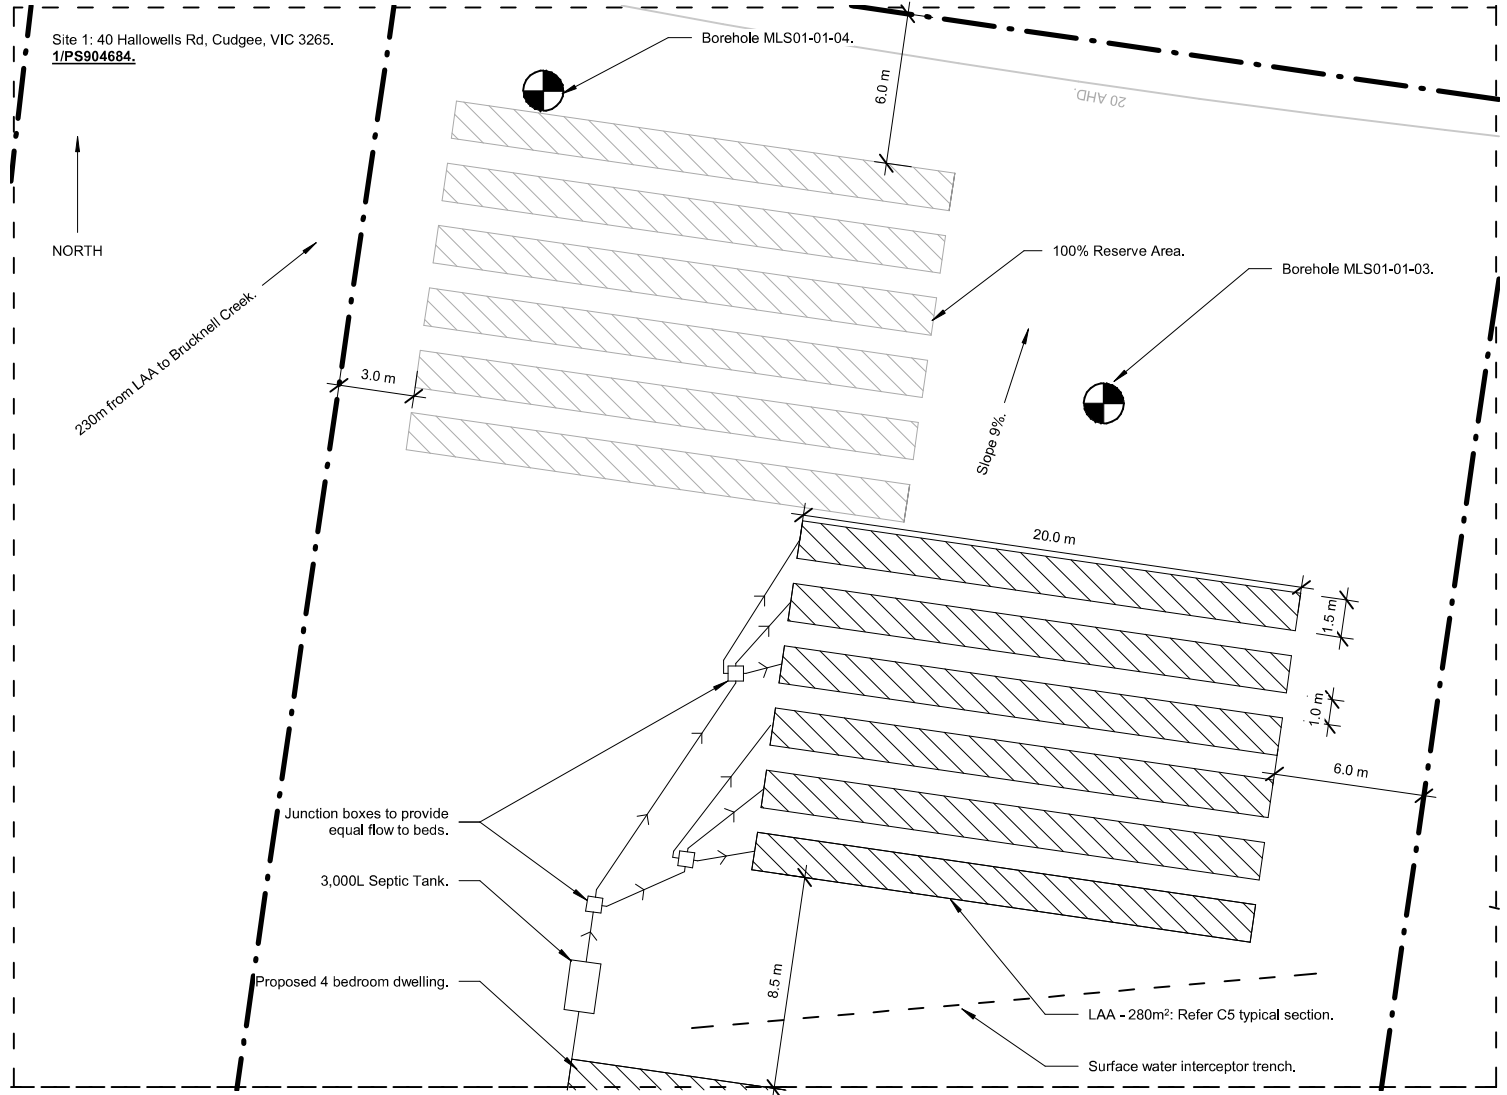 Site 1: 40 Hallowells Rd, Cudgee, VIC 3265.
1/PS904684.
NORTH
230m from LAA to Brucknell Creek.
Borehole MLS01-01-04.
6.0 m
20 AHD.
100% Reserve Area.
Borehole MLS01-01-03.
3.0 m
Slope 9%.
20.0 m
1.5 m
1.0 m
6.0 m
Junction boxes to provide
equal flow to beds.
3,000L Septic Tank.
Proposed 4 bedroom dwelling.
8.5 m
LAA - 280m²: Refer C5 typical section.
Surface water interceptor trench.